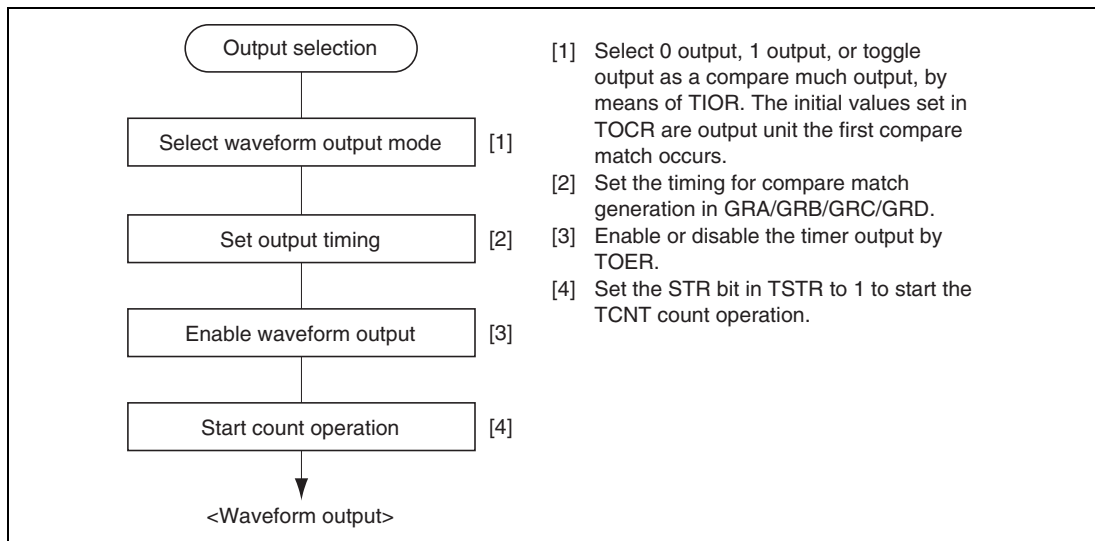 Output selection
Select waveform output mode [1]
Set output timing [2]
Enable waveform output [3]
Start count operation [4]
<Waveform output>
[1] Select 0 output, 1 output, or toggle
output as a compare much output, by
means of TIOR. The initial values set in
TOCR are output unit the first compare
match occurs.
[2] Set the timing for compare match
generation in GRA/GRB/GRC/GRD.
[3] Enable or disable the timer output by
TOER.
[4] Set the STR bit in TSTR to 1 to start the
TCNT count operation.